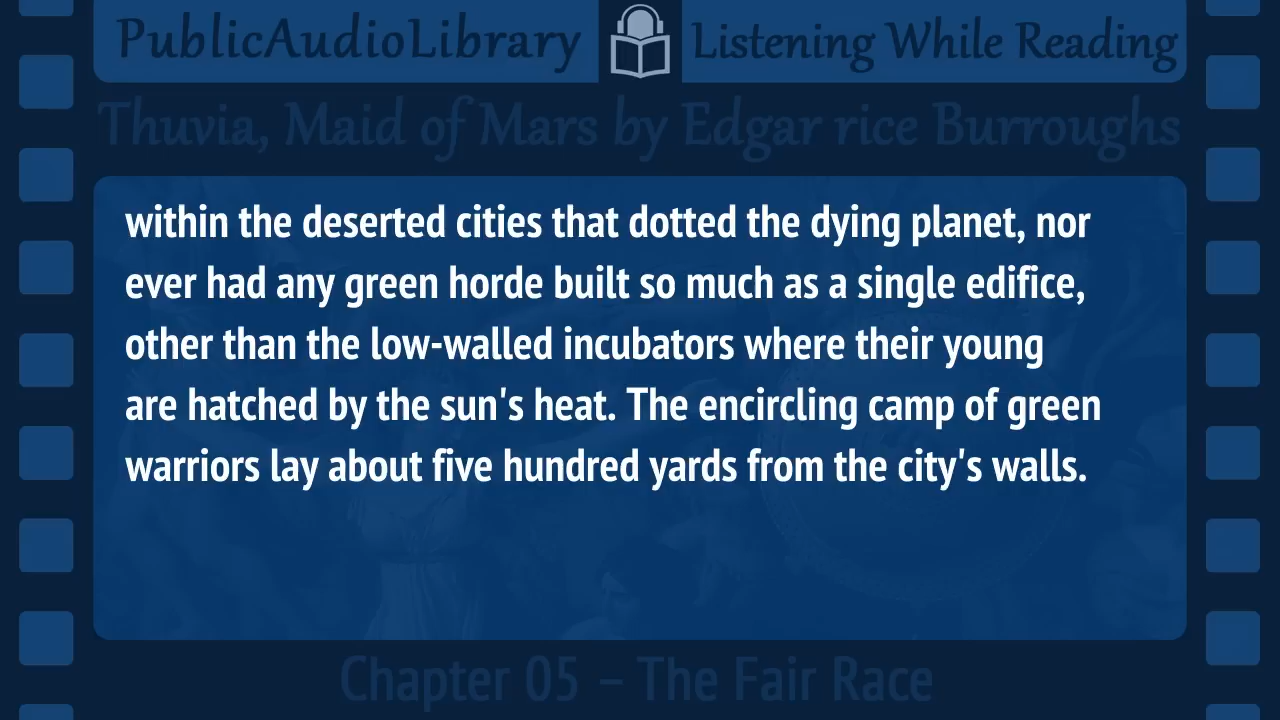 PublicAudioLibrary Listening While Reading
Thuvia, Maid of Mars by Edgar rice Burroughs
within the deserted cities that dotted the dying planet, nor
ever had any green horde built so much as a single edifice,
other than the low-walled incubators where their young
are hatched by the sun's heat. The encircling camp of green
warriors lay about five hundred yards from the city's walls.
Chapter 05 – The Fair Race